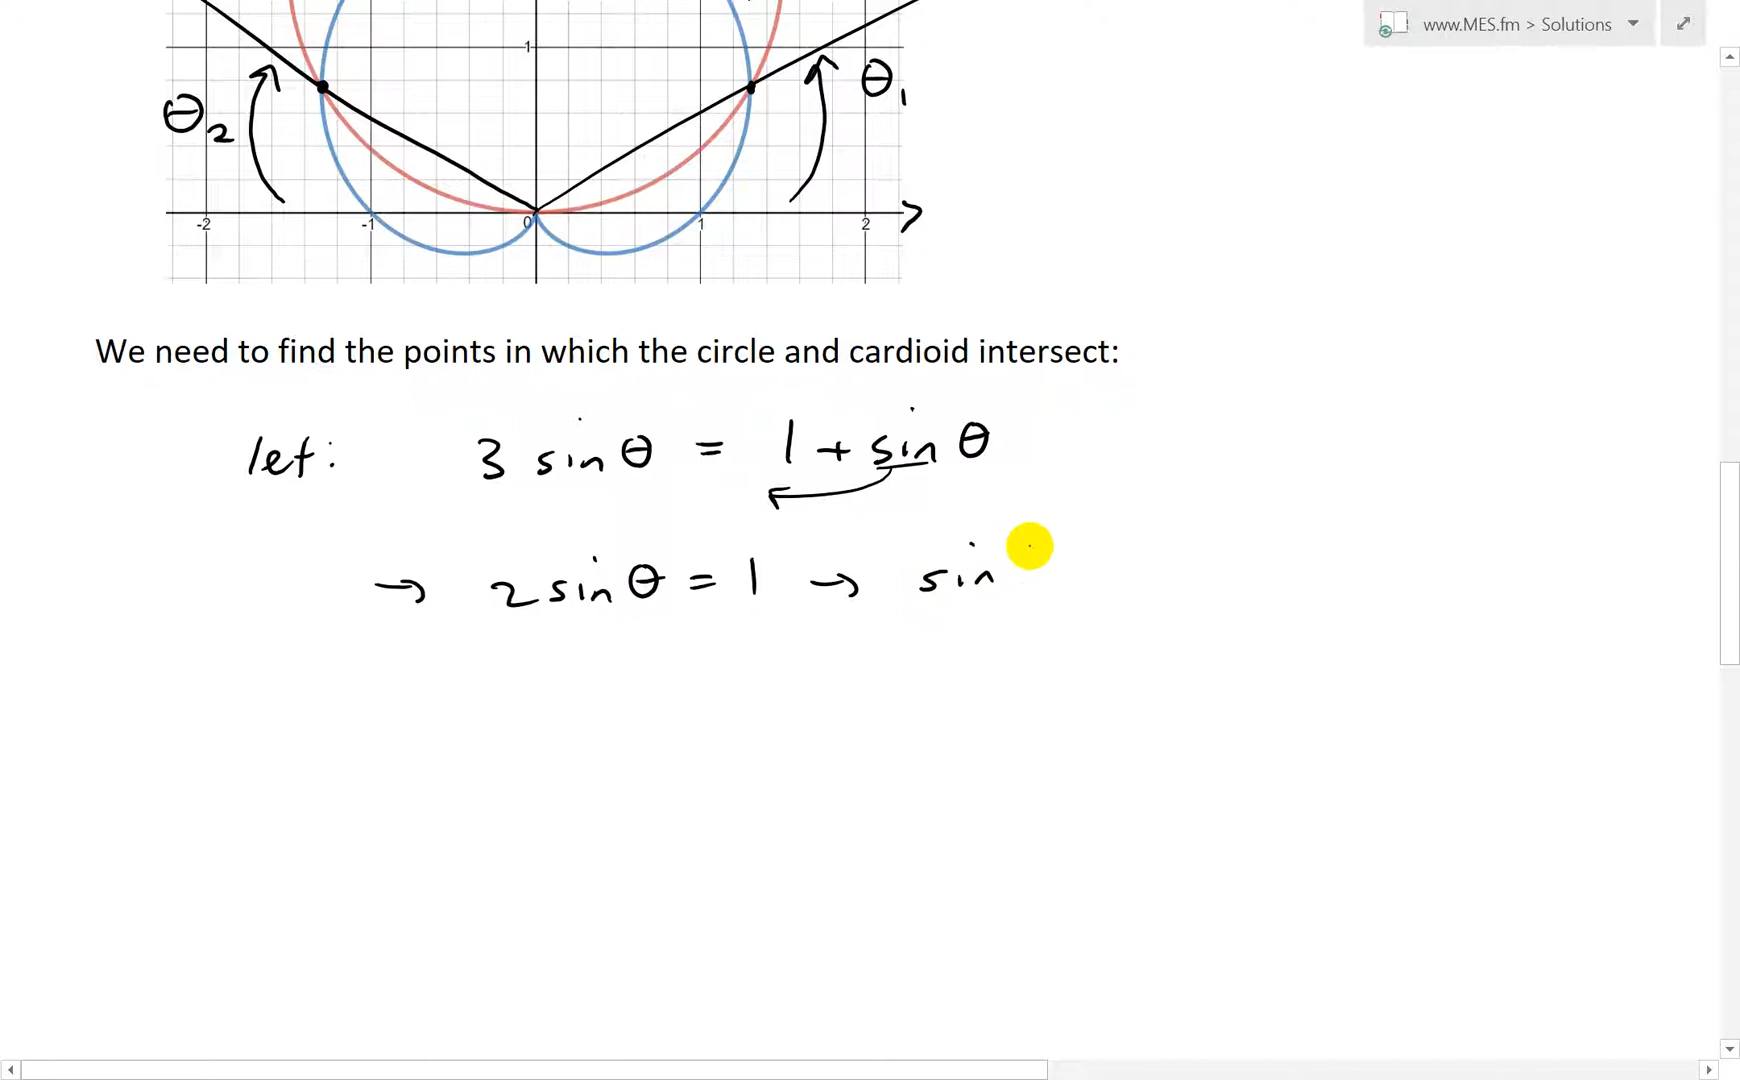 www.MES.fm > Solutions
1
θ₁
θ₂
-2 -1 0 1 2
We need to find the points in which the circle and cardioid intersect:
let: 3 sin θ = 1 + sin θ
→ 2 sin θ = 1 → sin